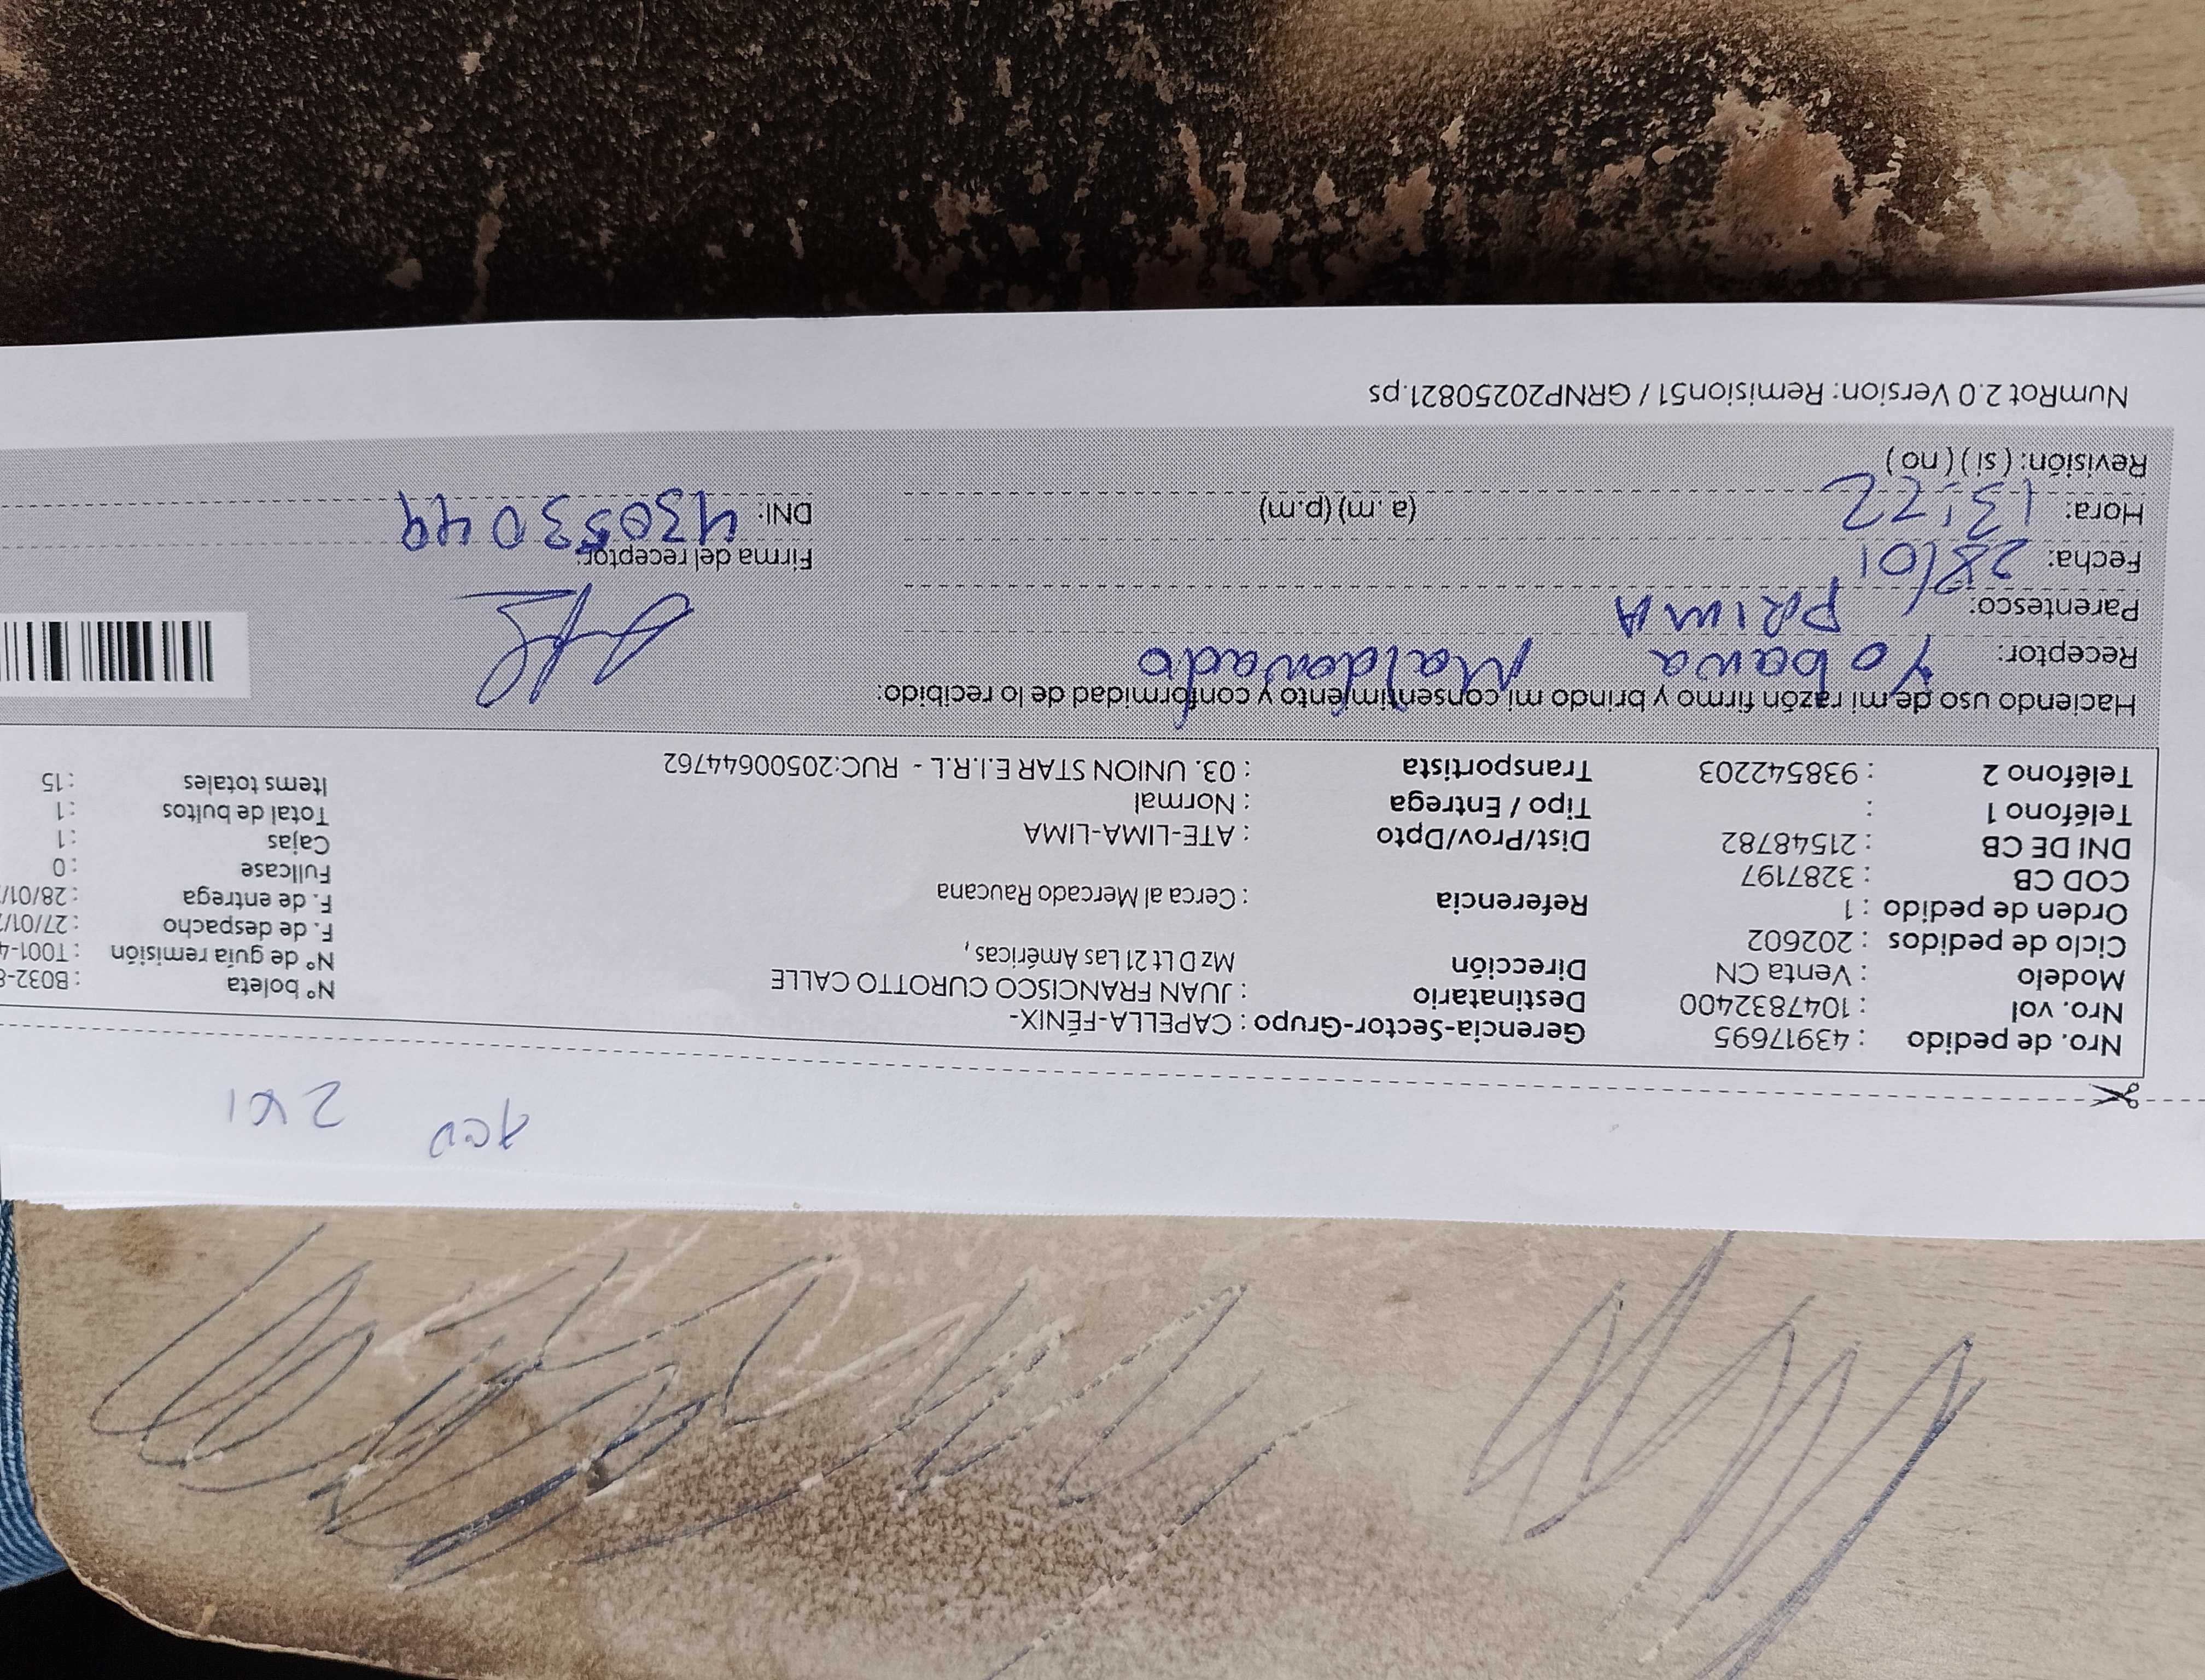 Nro. de pedido : 43917695
Nro. vol : 1047832400
Modelo : Venta CN
Ciclo de pedidos : 202602
Orden de pedido : 1
COD CB : 3287197
DNI DE CB : 21548782
Teléfono 1 :
Teléfono 2 : 938542203
Gerencia-Sector-Grupo : CAPELLA-FÉNIX-
Destinatario : JUAN FRANCISCO CUROTTO CALLE
Dirección Mz D Lt 21 Las Américas ,
Referencia : Cerca al Mercado Raucana
Dist/Prov/Dpto : ATE-LIMA-LIMA
Tipo / Entrega : Normal
Transportista : 03. UNION STAR E.I.R.L - RUC:20500644762
N° boleta : B032-8
N° de guía remisión : T001-4
F. de despacho : 27/01/
F. de entrega : 28/01/
Fullcase : 0
Cajas : 1
Total de bultos : 1
Items totales : 15
Haciendo uso de mi razón firmo y brindo mi consentimiento y conformidad de lo recibido:
Receptor: Yobana Maldonado
Parentesco: PRIMA
Fecha: 28/01
Hora: 13:22 (a .m) (p.m)
Revisión: ( si ) ( no )
Firma del receptor:
DNI: 43053049
NumRot 2.0 Version: Remision51 / GRNP20250821.ps